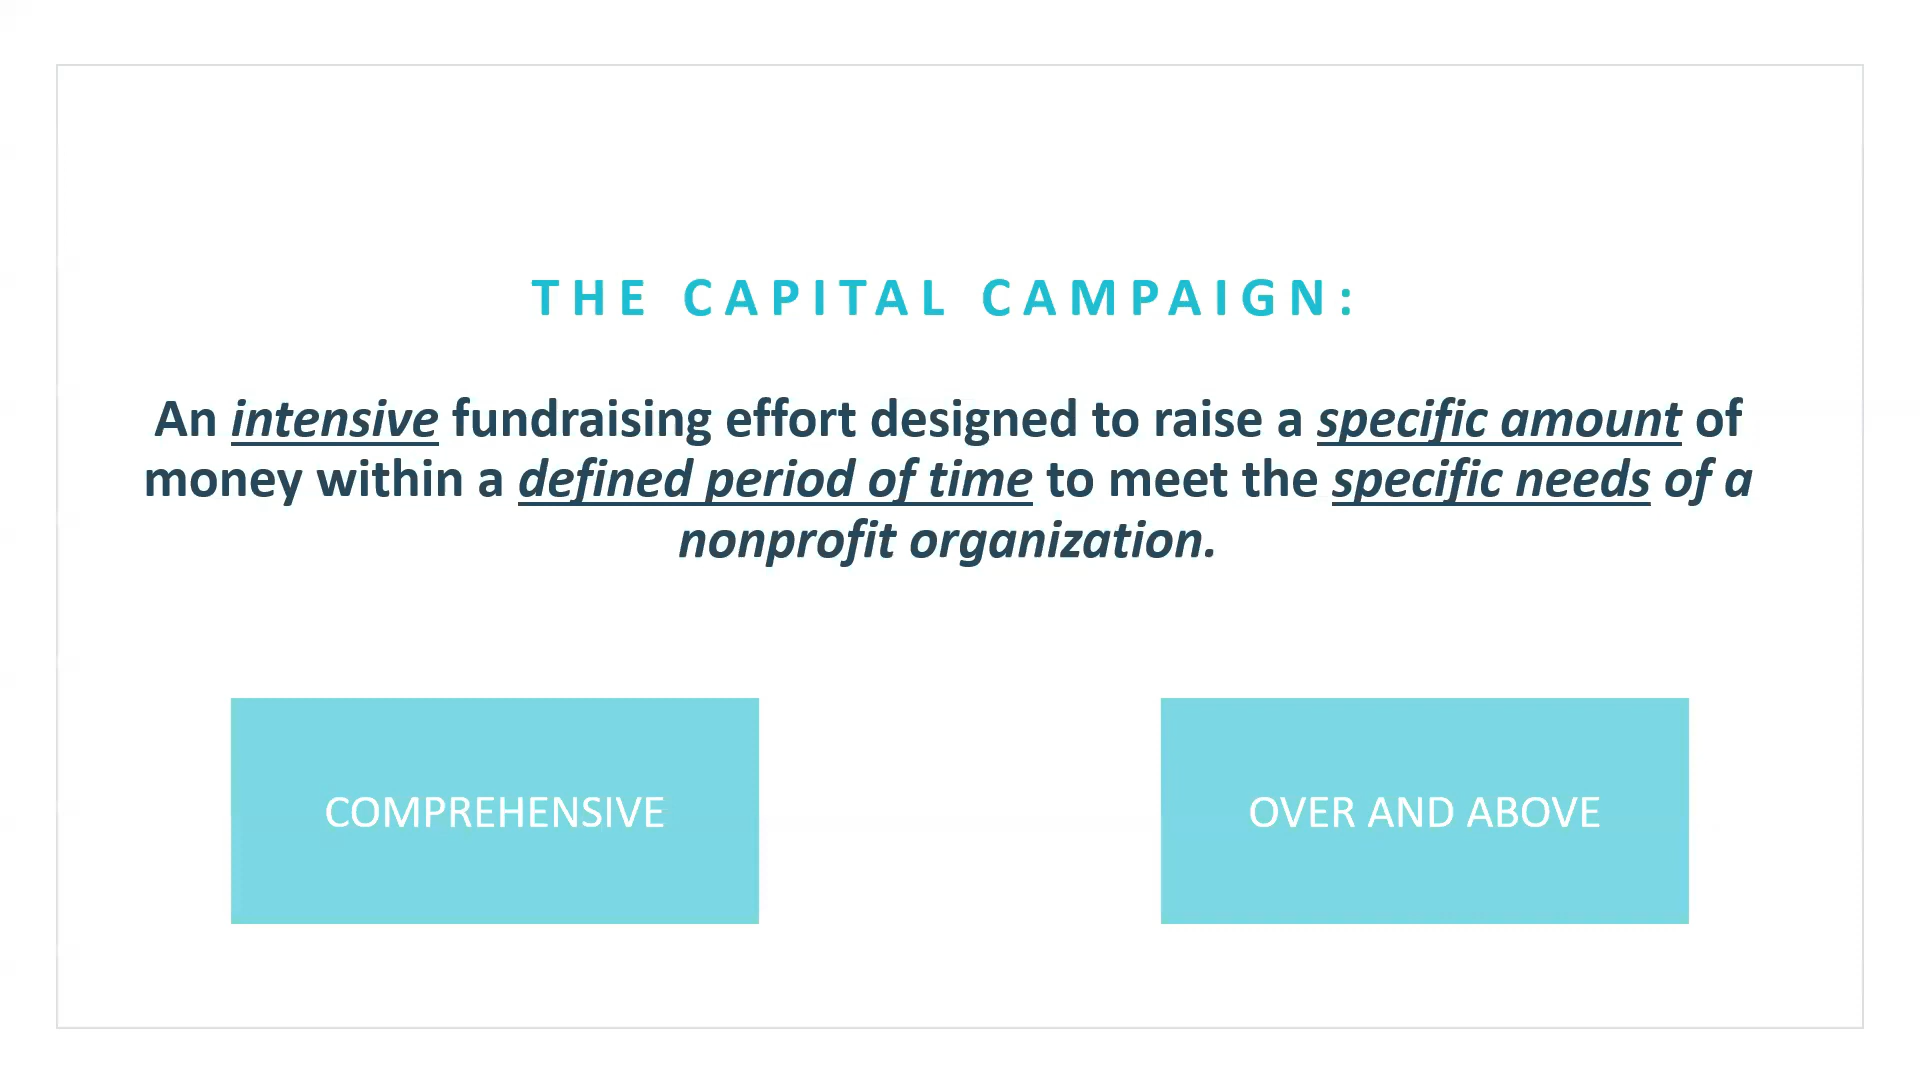 THE CAPITAL CAMPAIGN:
An intensive fundraising effort designed to raise a specific amount of
money within a defined period of time to meet the specific needs of a
nonprofit organization.
COMPREHENSIVE
OVER AND ABOVE